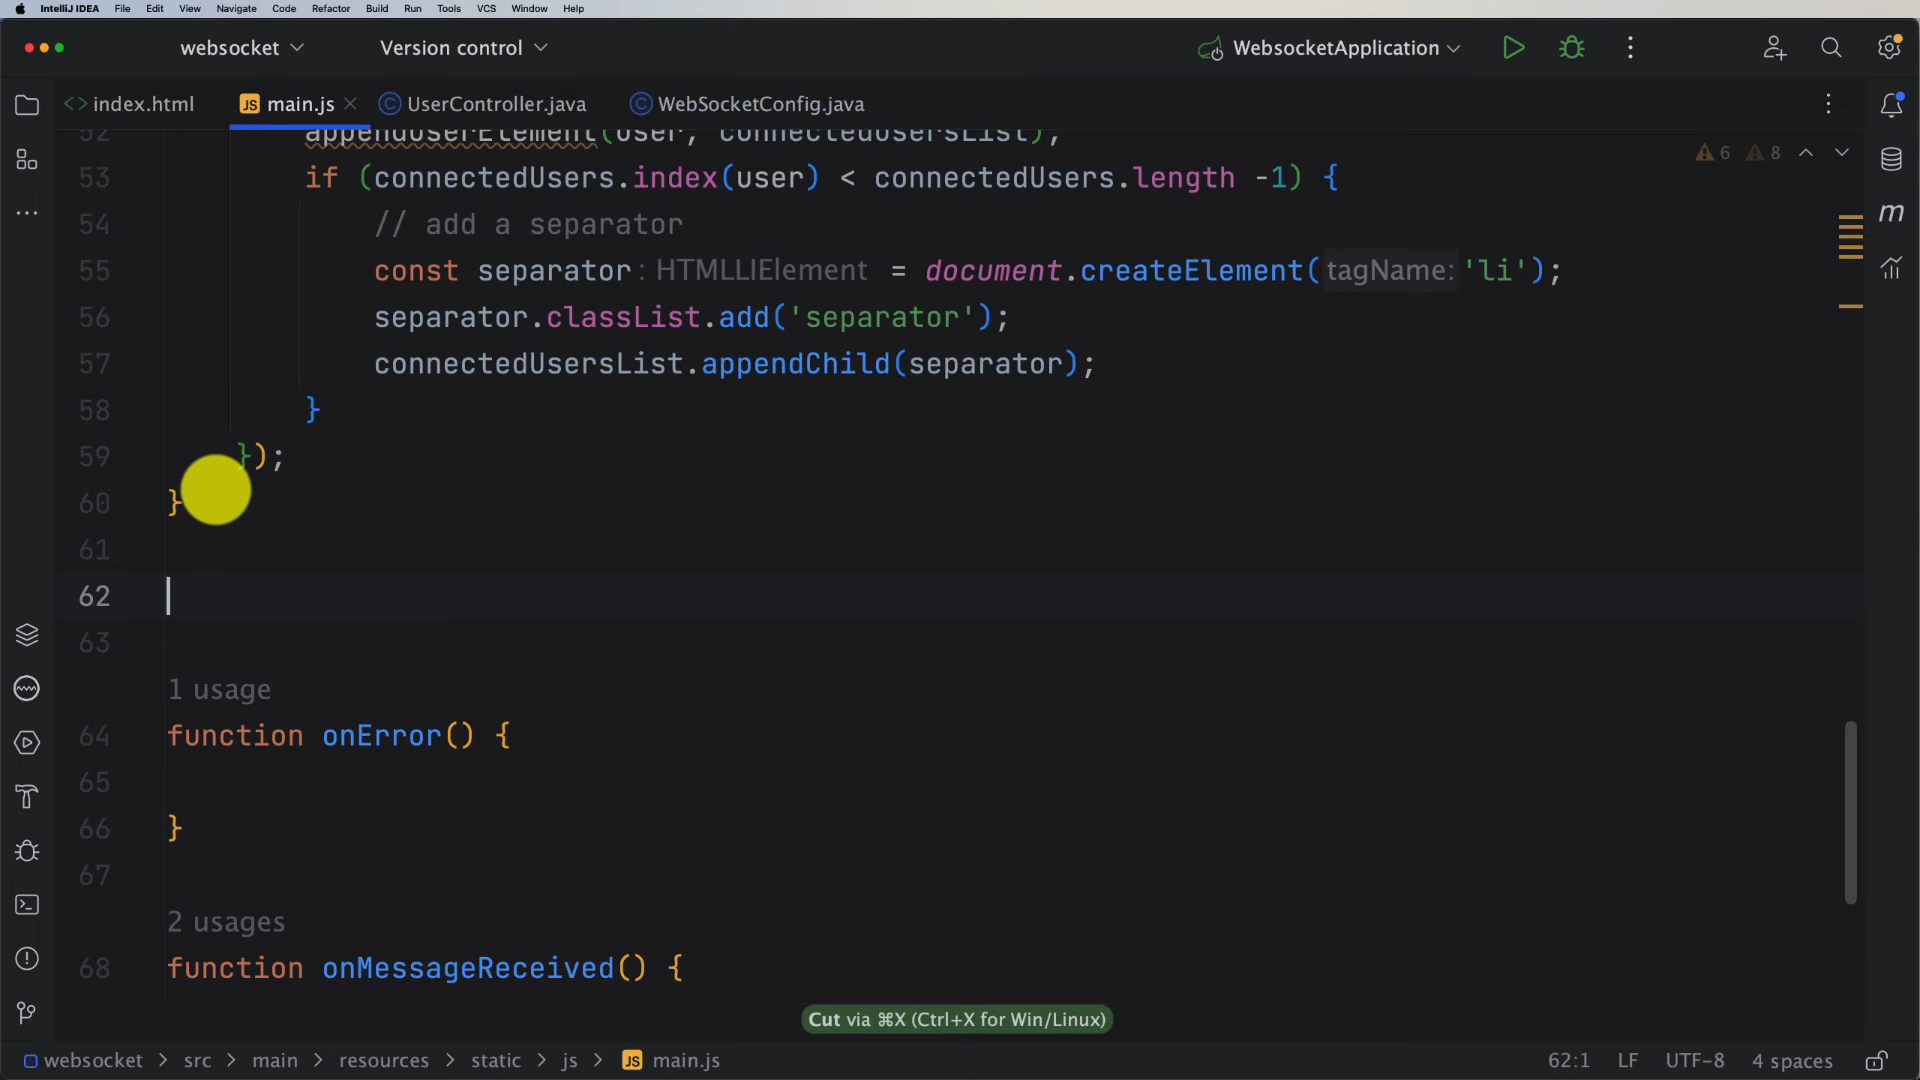 IntelliJ IDEA File Edit View Navigate Code Refactor Build Run Tools VCS Window Help
websocket Version control WebsocketApplication
index.html main.js UserController.java WebSocketConfig.java
52 appendUserElement(user, connectedUsersList);
6 8
53 if (connectedUsers.index(user) < connectedUsers.length -1) {
54 // add a separator
55 const separator : HTMLLIElement = document.createElement( tagName: 'li');
56 separator.classList.add('separator');
57 connectedUsersList.appendChild(separator);
58 }
59 });
60 }
61
62
63
1 usage
64 function onError() {
65
66 }
67
2 usages
68 function onMessageReceived() {
Cut via ⌘X (Ctrl+X for Win/Linux)
websocket > src > main > resources > static > js > JS main.js 62:1 LF UTF-8 4 spaces